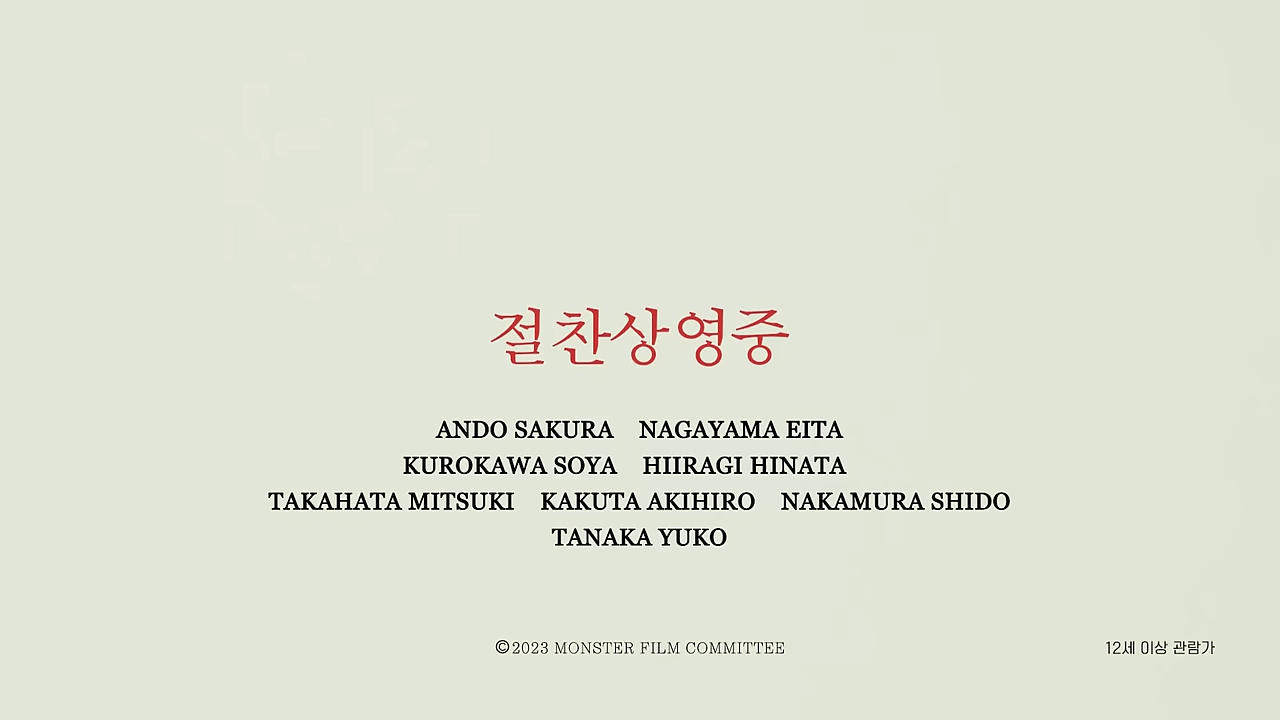 절찬상영중
ANDO SAKURA NAGAYAMA EITA
KUROKAWA SOYA HIIRAGI HINATA
TAKAHATA MITSUKI KAKUTA AKIHIRO NAKAMURA SHIDO
TANAKA YUKO
©2023 MONSTER FILM COMMITTEE
12세 이상 관람가